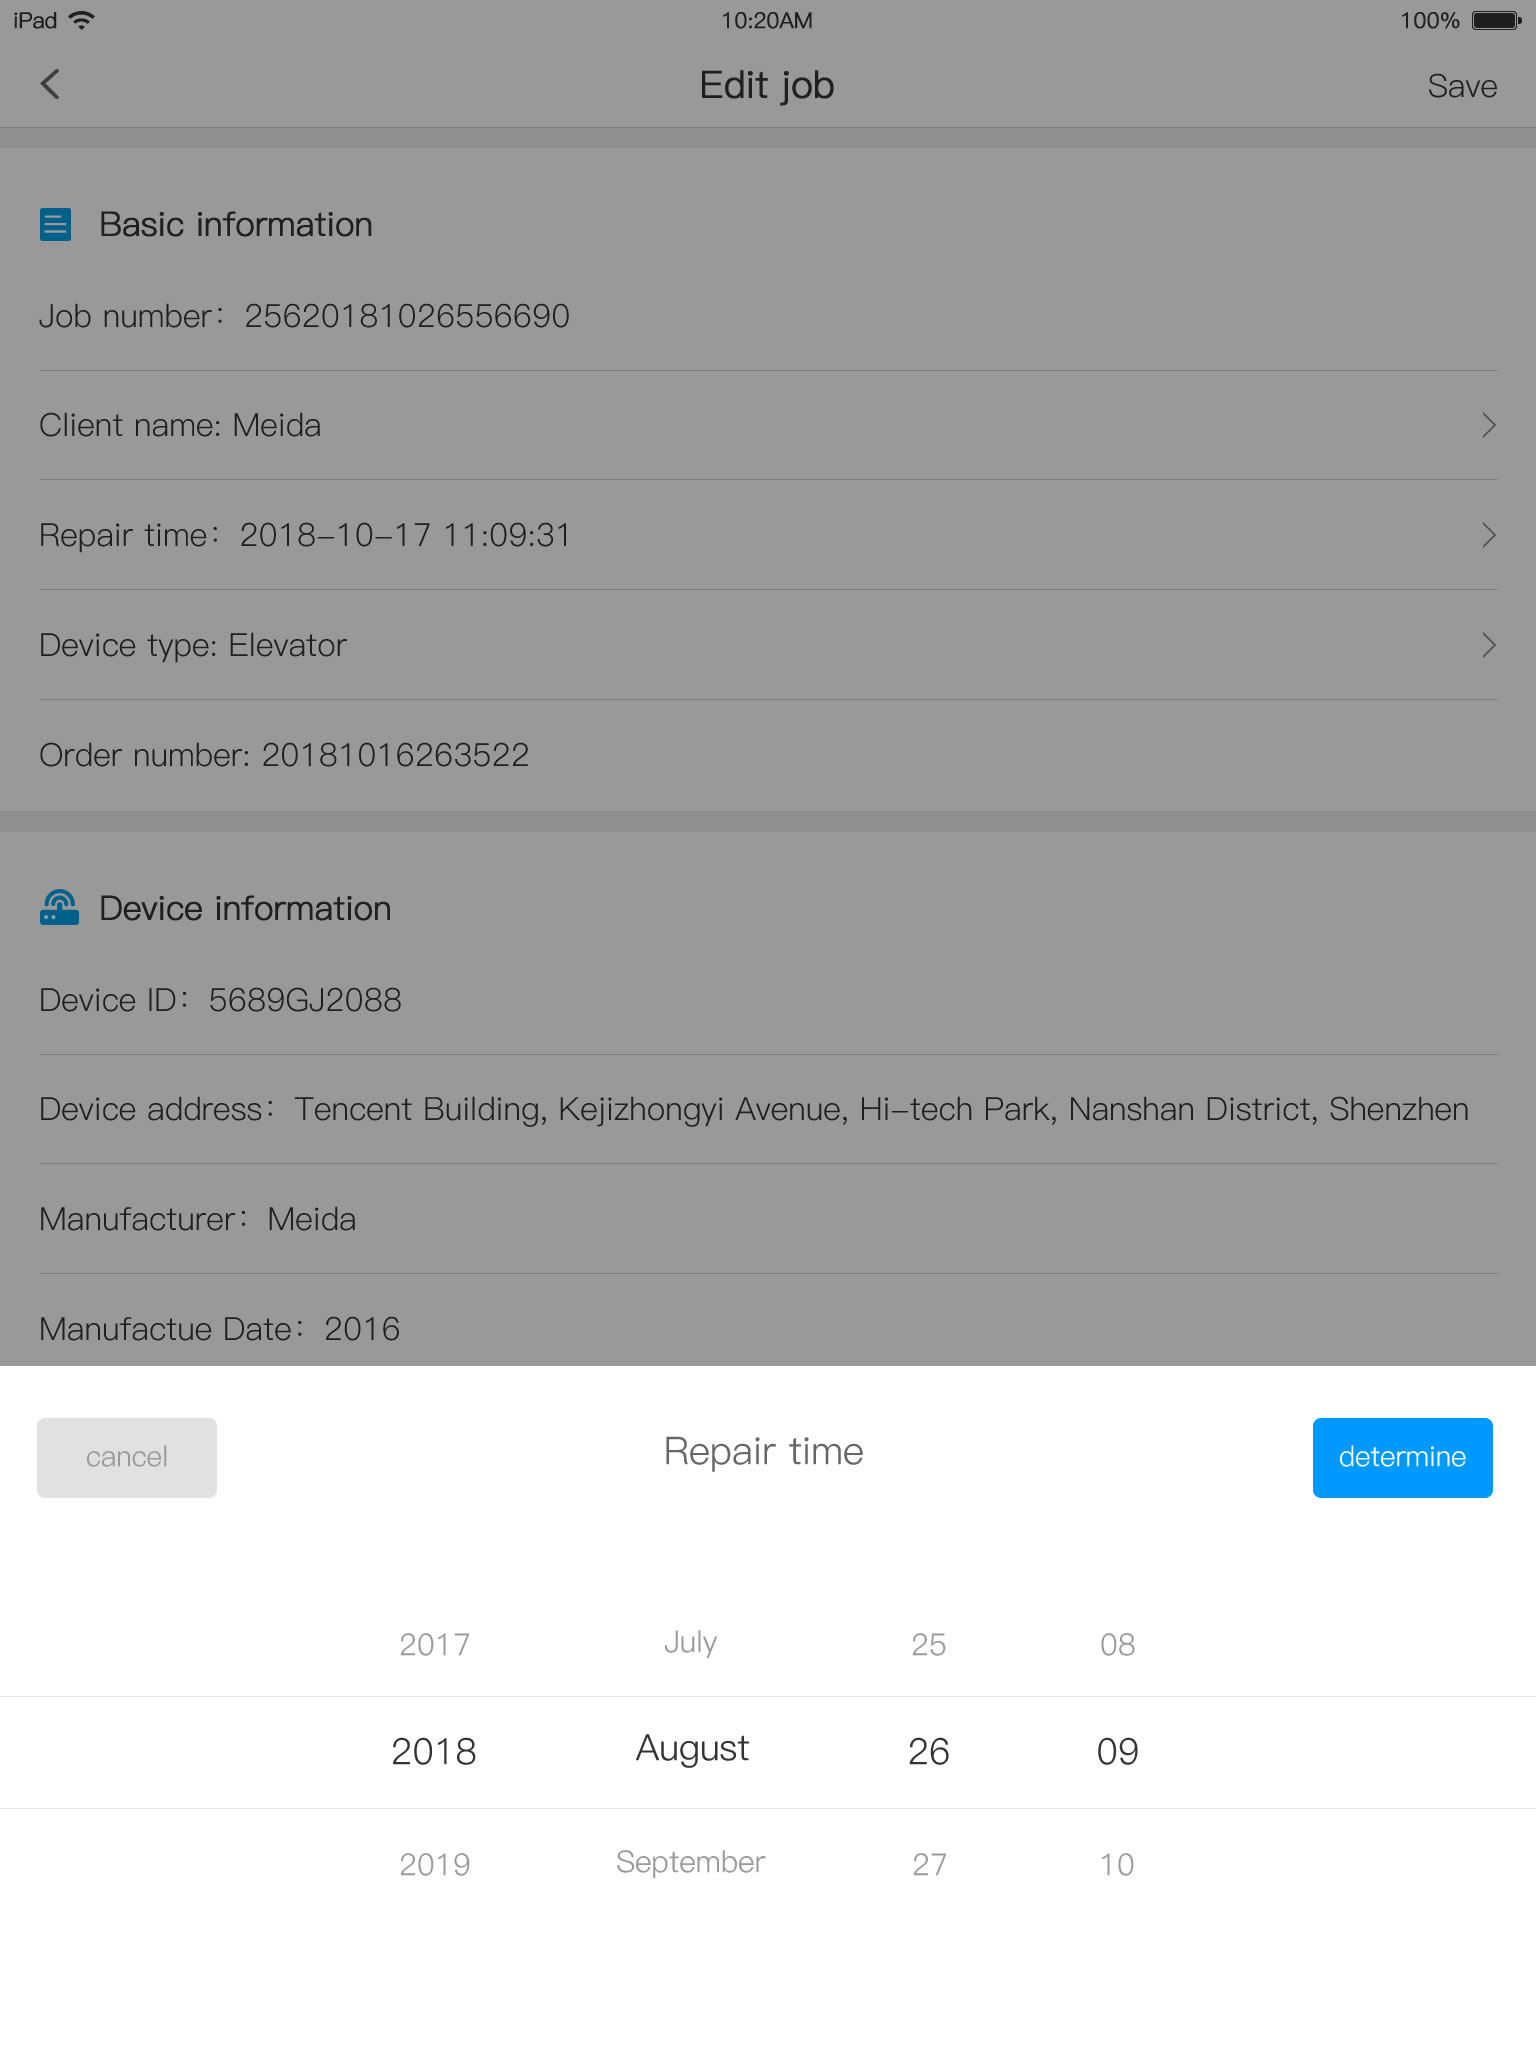 iPad 10:20AM 100%
Edit job Save
Basic information
Job number： 25620181026556690
Client name: Meida
Repair time： 2018-10-17 11:09:31
Device type: Elevator
Order number: 20181016263522
Device information
Device ID： 5689GJ2088
Device address： Tencent Building, Kejizhongyi Avenue, Hi-tech Park, Nanshan District, Shenzhen
Manufacturer： Meida
Manufactue Date： 2016
cancel Repair time determine
2017 July 25 08
2018 August 26 09
2019 September 27 10